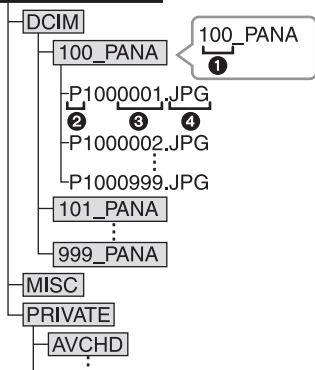 DCIM
100_PANA
100_PANA
❶
P1000001.JPG
❷ ❸ ❹
P1000002.JPG
P1000999.JPG
101_PANA
999_PANA
MISC
PRIVATE
AVCHD